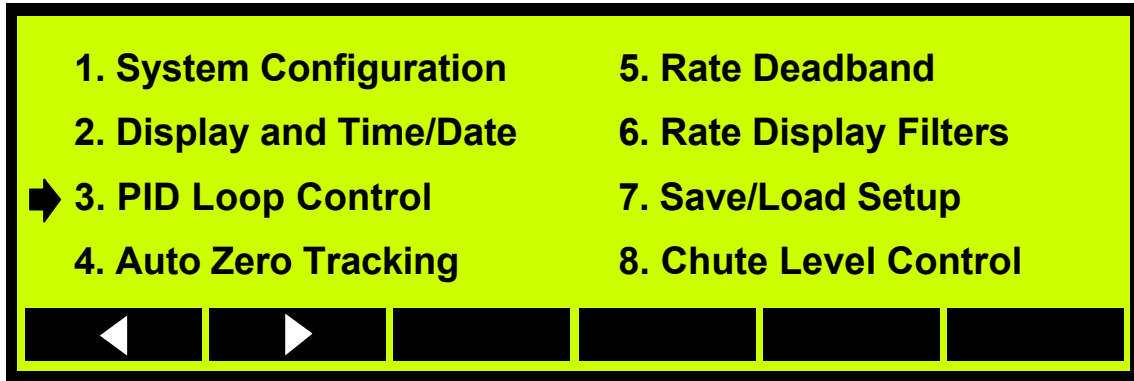 1. System Configuration
2. Display and Time/Date
3. PID Loop Control
4. Auto Zero Tracking
5. Rate Deadband
6. Rate Display Filters
7. Save/Load Setup
8. Chute Level Control